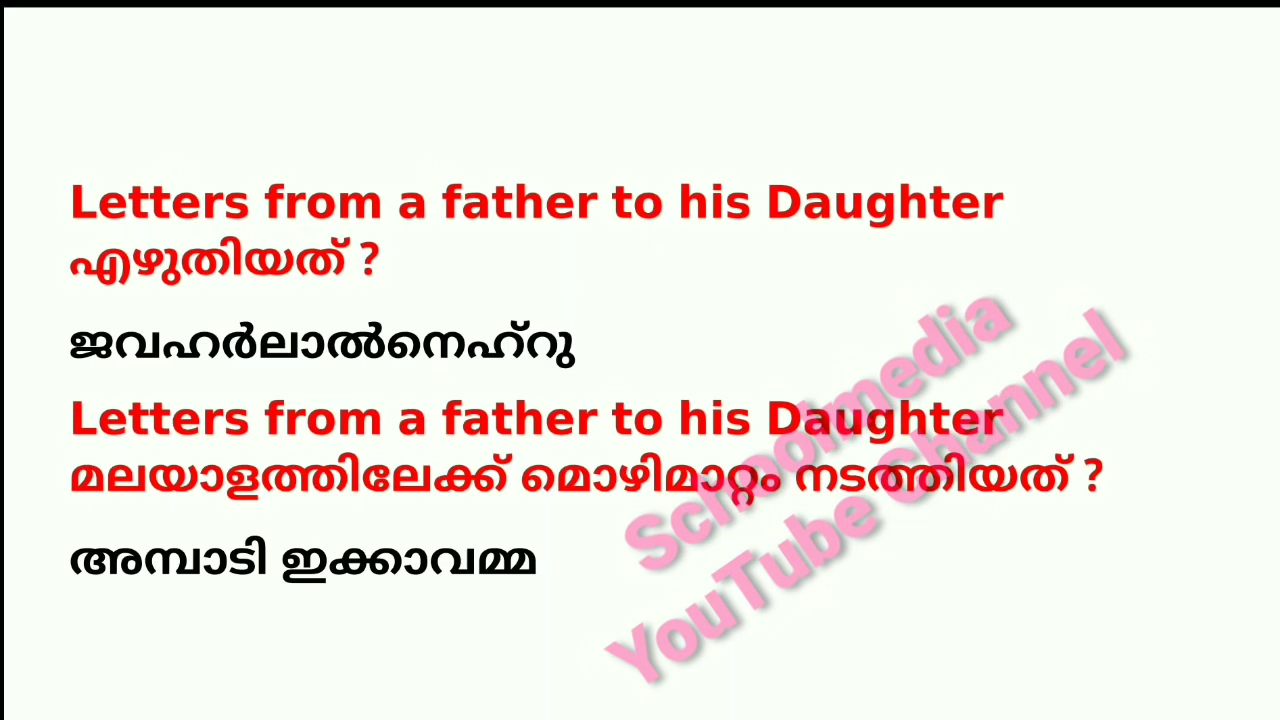 Letters from a father to his Daughter
എഴുതിയത് ?
ജവഹർലാൽനെഹ്റു
Letters from a father to his Daughter
മലയാളത്തിലേക്ക് മൊഴിമാറ്റം നടത്തിയത് ?
അമ്പാടി ഇക്കാവമ്മ
Schoolmedia
YouTube Channel